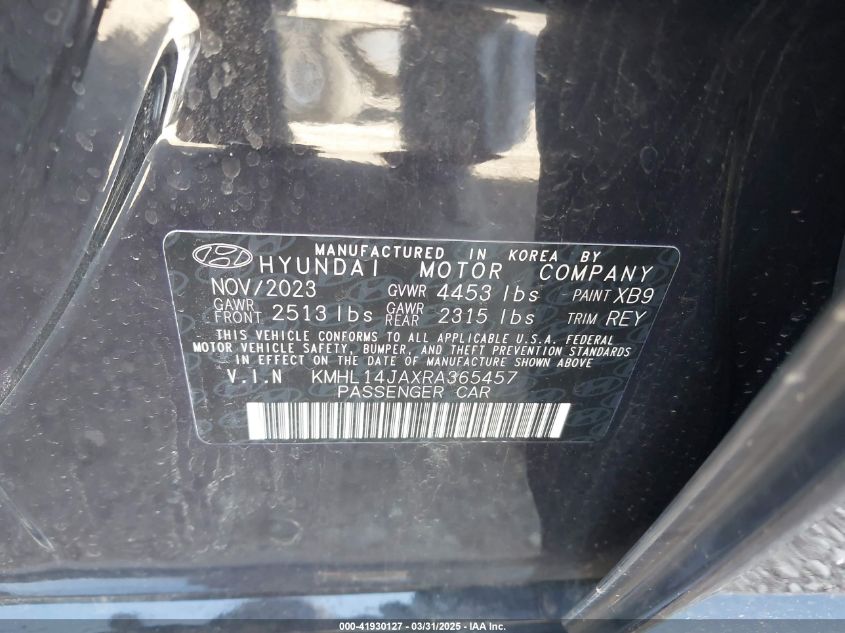 MANUFACTURED IN KOREA BY
HYUNDAI MOTOR COMPANY
NOV/2023 GVWR 4453 lbs PAINT XB9
GAWR FRONT 2513 lbs GAWR REAR 2315 lbs TRIM REY
THIS VEHICLE CONFORMS TO ALL APPLICABLE U.S.A. FEDERAL
MOTOR VEHICLE SAFETY, BUMPER, AND THEFT PREVENTION STANDARDS
IN EFFECT ON THE DATE OF MANUFACTURE SHOWN ABOVE
V.I.N KMHL14JAXRA365457
PASSENGER CAR
000-41930127 - 03/31/2025 - IAA Inc.